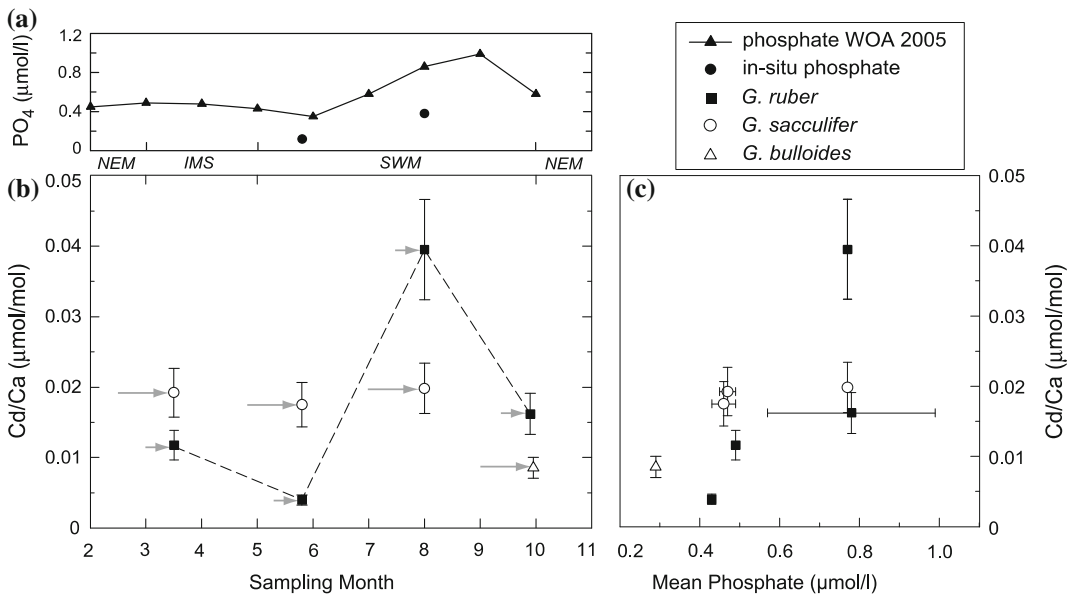 (a)
PO4 (μmol/l)
1.2
0.8
0.4
0
NEM IMS SWM NEM
phosphate WOA 2005
in-situ phosphate
G. ruber
G. sacculifer
G. bulloides
(b)
Cd/Ca (μmol/mol)
0.05
0.04
0.03
0.02
0.01
0
2 3 4 5 6 7 8 9 10 11
Sampling Month
(c)
0.05
0.04
0.03
0.02
0.01
0
Cd/Ca (μmol/mol)
0.2 0.4 0.6 0.8 1.0
Mean Phosphate (μmol/l)